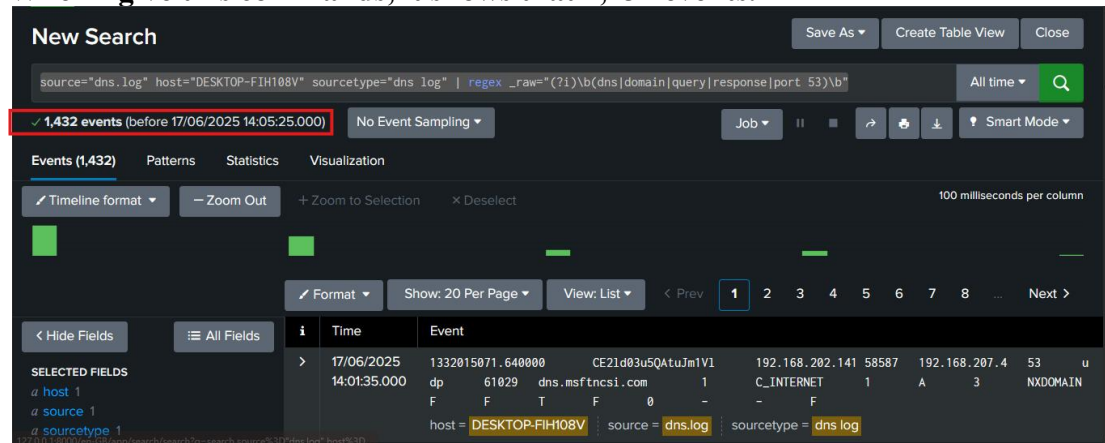 New Search
Save As ▾ Create Table View Close
source="dns.log" host="DESKTOP-FIH108V" sourcetype="dns log" | regex _raw="(?i)\b(dns|domain|query|response|port 53)\b"
All time ▾
✓ 1,432 events (before 17/06/2025 14:05:25.000) No Event Sampling ▾ Job ▾ Smart Mode ▾
Events (1,432) Patterns Statistics Visualization
Timeline format ▾ — Zoom Out + Zoom to Selection × Deselect 100 milliseconds per column
Format ▾ Show: 20 Per Page ▾ View: List ▾ < Prev 1 2 3 4 5 6 7 8 ... Next >
< Hide Fields All Fields i Time Event
SELECTED FIELDS
a host 1
a source 1
a sourcetype 1
> 17/06/2025 14:01:35.000
1332015071.640000 CE2ld03u5QAtuJm1Vl 192.168.202.141 58587 192.168.207.4 53 u
dp 61029 dns.msftncsi.com 1 C_INTERNET 1 A 3 NXDOMAIN
F F T F 0 - - F
host = DESKTOP-FIH108V source = dns.log sourcetype = dns log